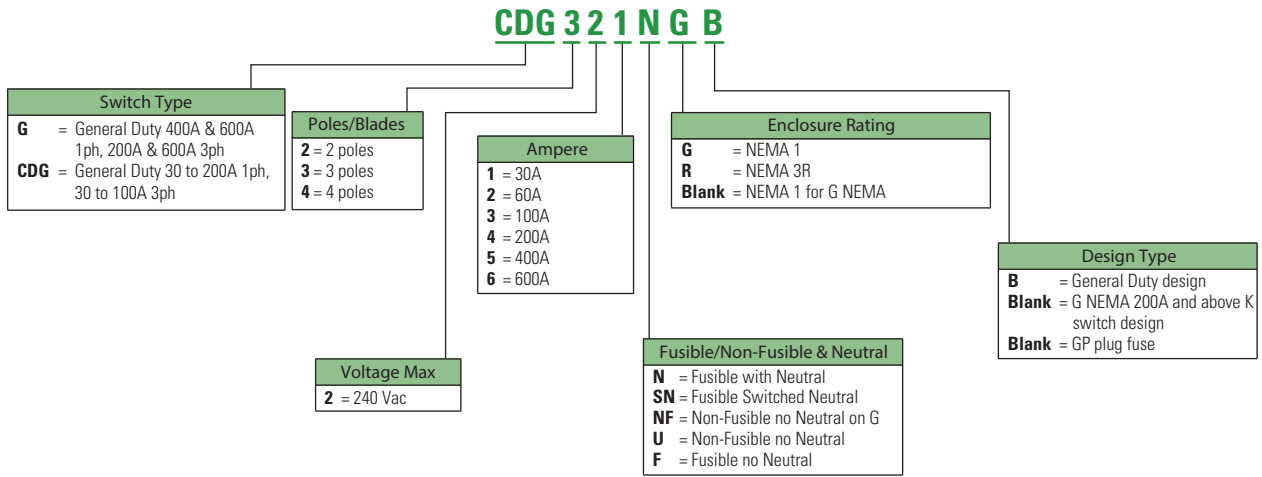 CDG 3 2 1 N G B
Switch Type
G = General Duty 400A & 600A
1ph, 200A & 600A 3ph
CDG = General Duty 30 to 200A 1ph,
30 to 100A 3ph
Poles/Blades
2 = 2 poles
3 = 3 poles
4 = 4 poles
Voltage Max
2 = 240 Vac
Ampere
1 = 30A
2 = 60A
3 = 100A
4 = 200A
5 = 400A
6 = 600A
Fusible/Non-Fusible & Neutral
N = Fusible with Neutral
SN = Fusible Switched Neutral
NF = Non-Fusible no Neutral on G
U = Non-Fusible no Neutral
F = Fusible no Neutral
Enclosure Rating
G = NEMA 1
R = NEMA 3R
Blank = NEMA 1 for G NEMA
Design Type
B = General Duty design
Blank = G NEMA 200A and above K
switch design
Blank = GP plug fuse